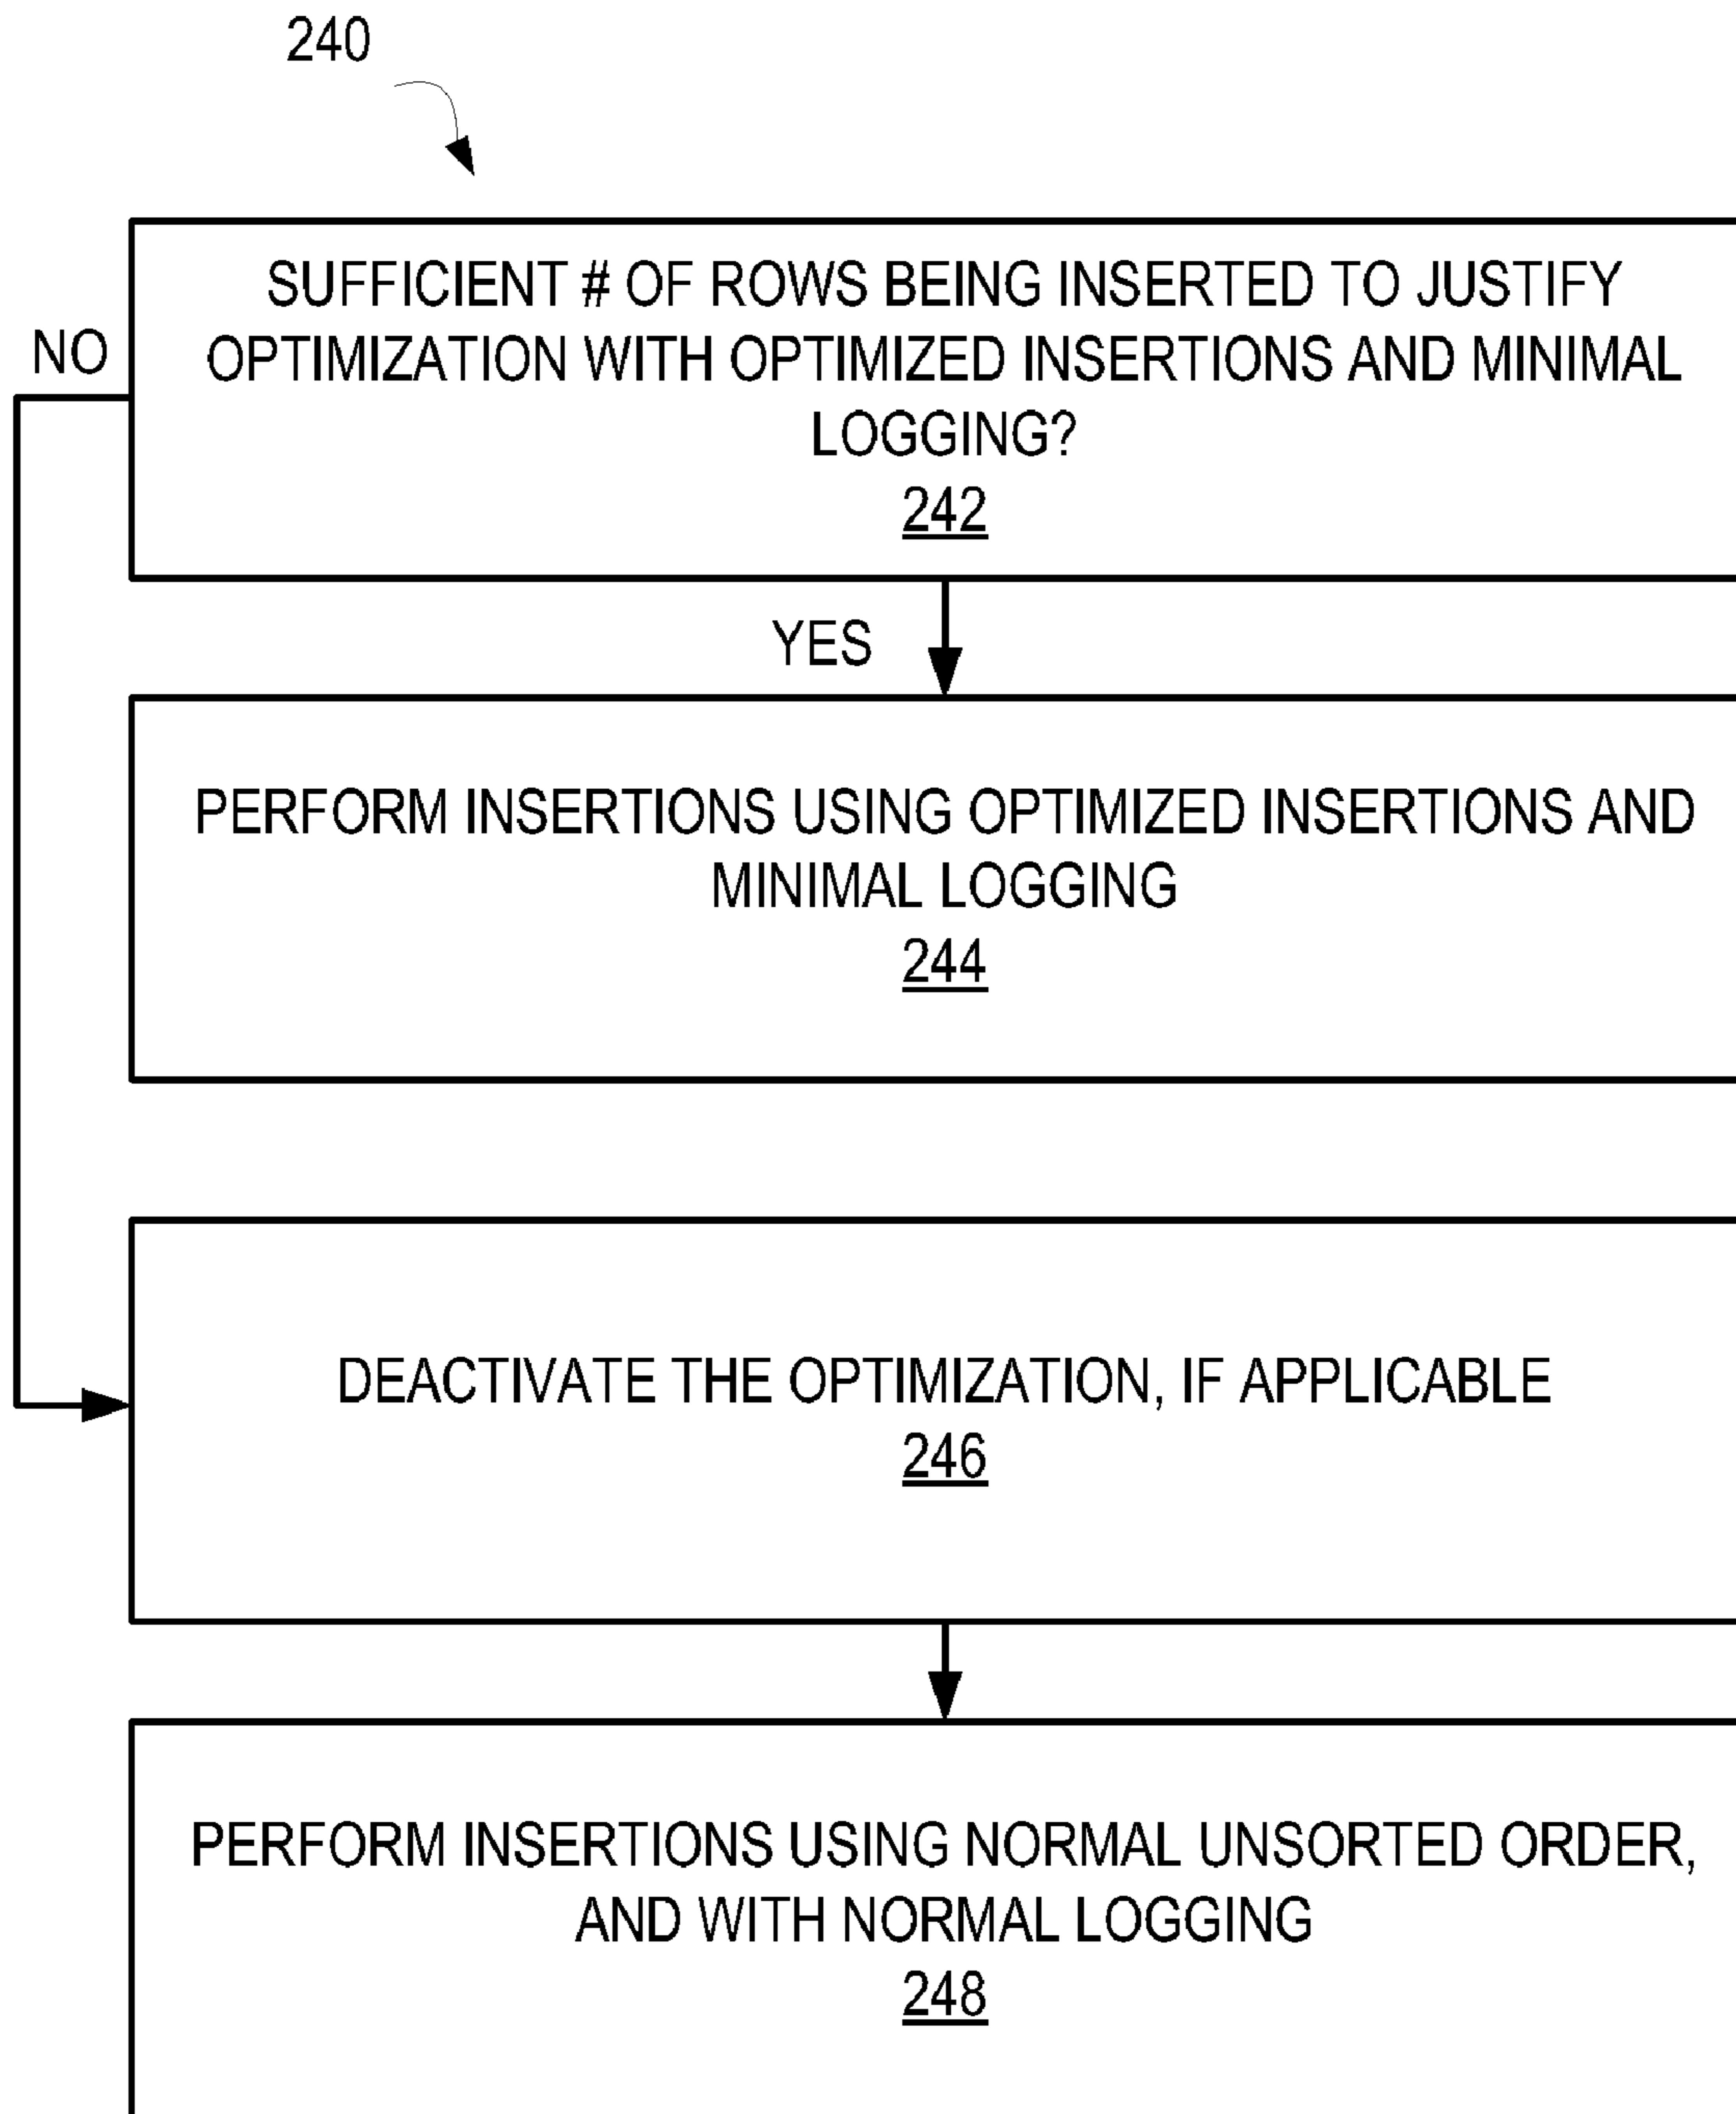 240
SUFFICIENT # OF ROWS BEING INSERTED TO JUSTIFY
OPTIMIZATION WITH OPTIMIZED INSERTIONS AND MINIMAL
LOGGING?
242
NO
YES
PERFORM INSERTIONS USING OPTIMIZED INSERTIONS AND
MINIMAL LOGGING
244
DEACTIVATE THE OPTIMIZATION, IF APPLICABLE
246
PERFORM INSERTIONS USING NORMAL UNSORTED ORDER,
AND WITH NORMAL LOGGING
248